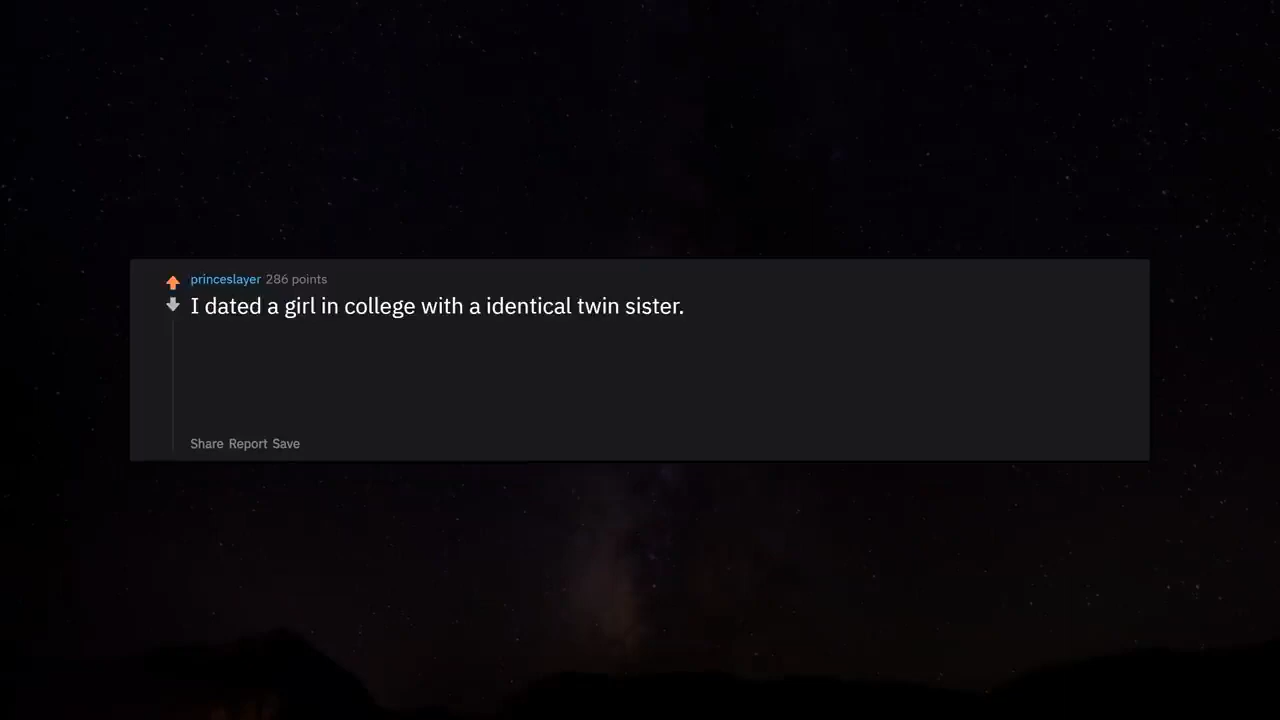 princeslayer 286 points
I dated a girl in college with a identical twin sister.
Share Report Save